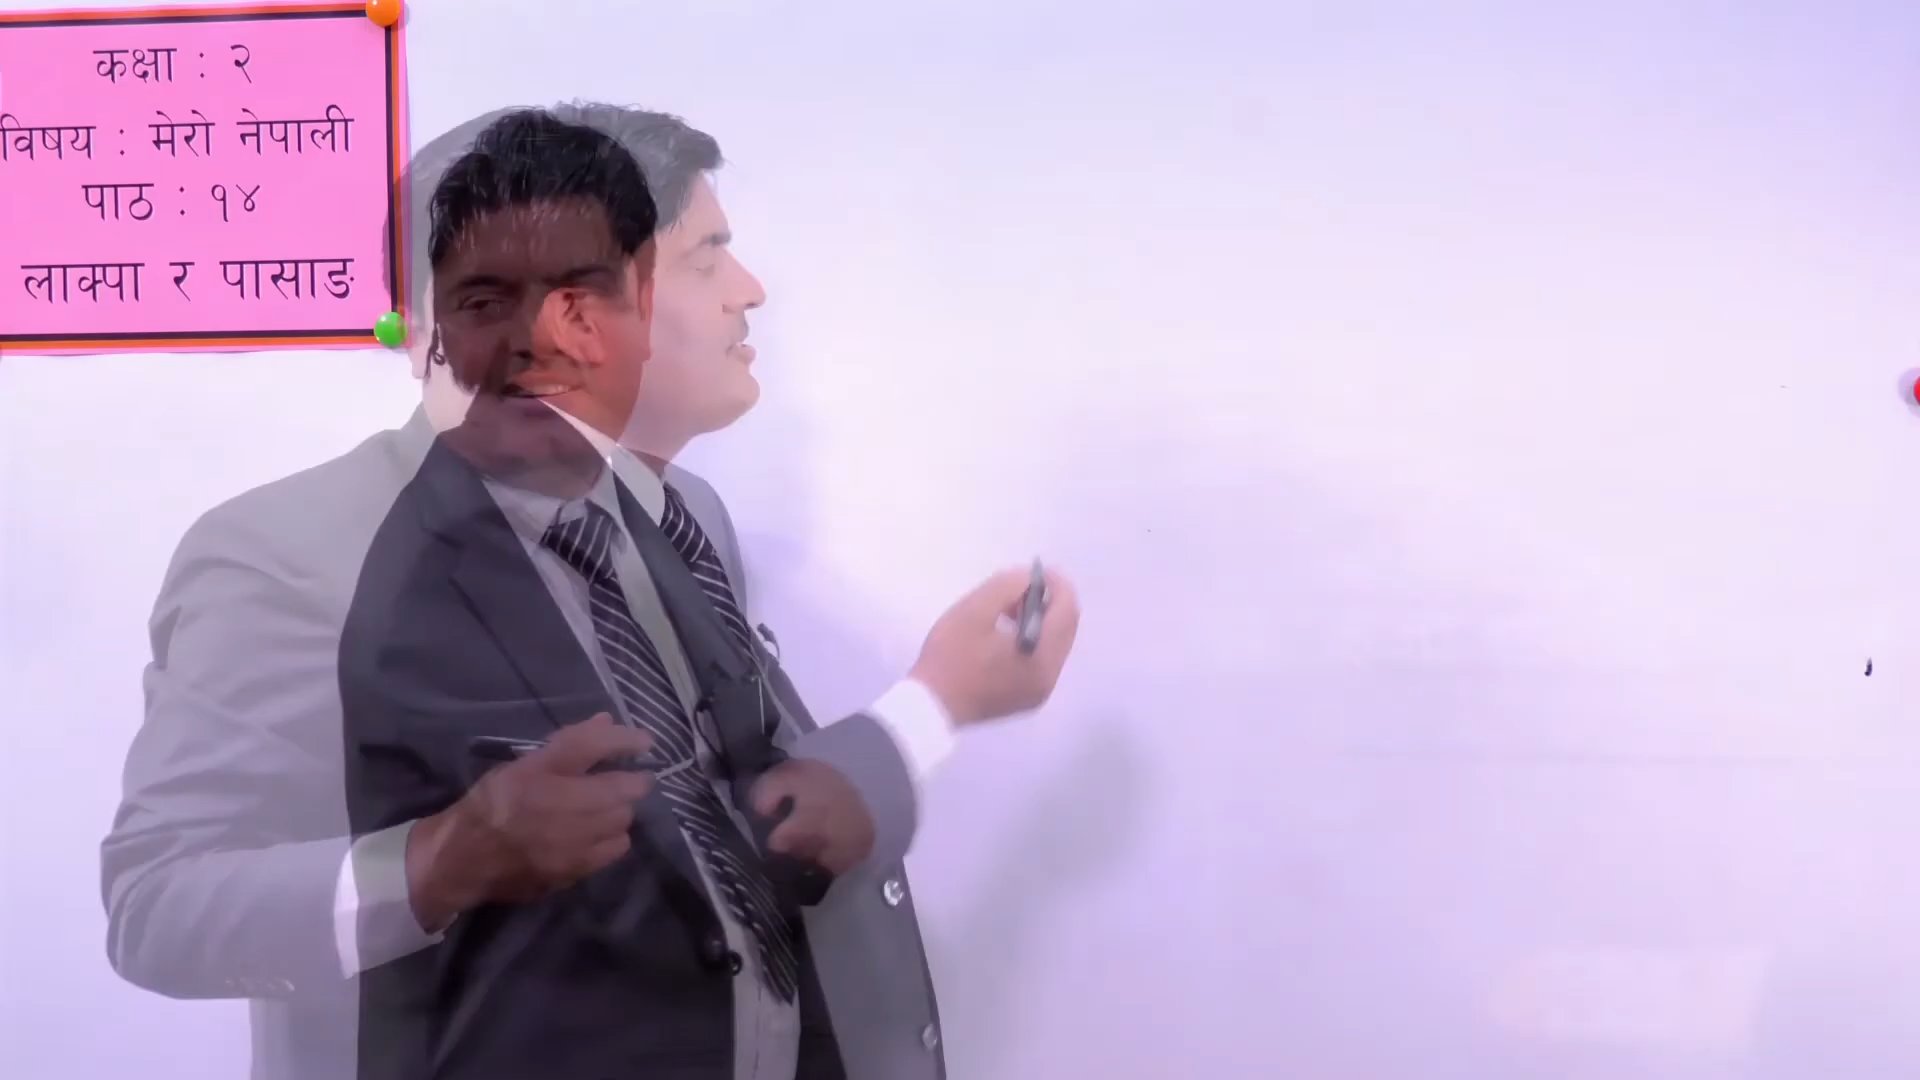 कक्षा : २
विषय : मेरो नेपाली
पाठ : १४
लाक्पा र पासाङ